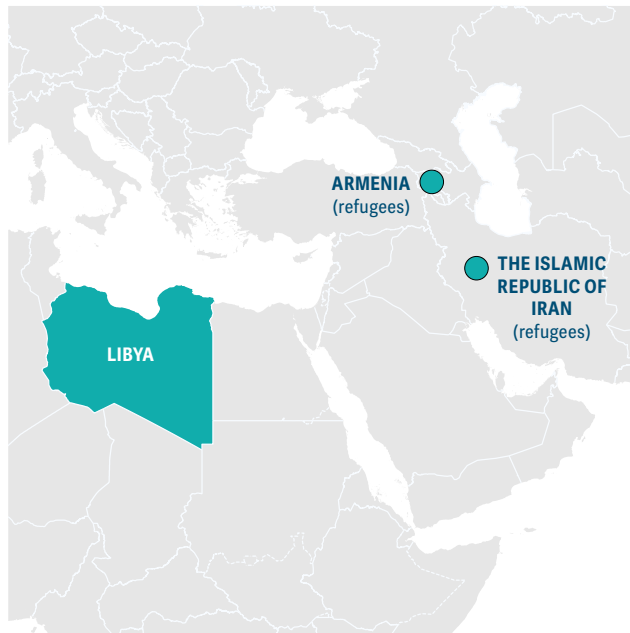 ARMENIA
(refugees)
THE ISLAMIC
REPUBLIC OF
IRAN
(refugees)
LIBYA